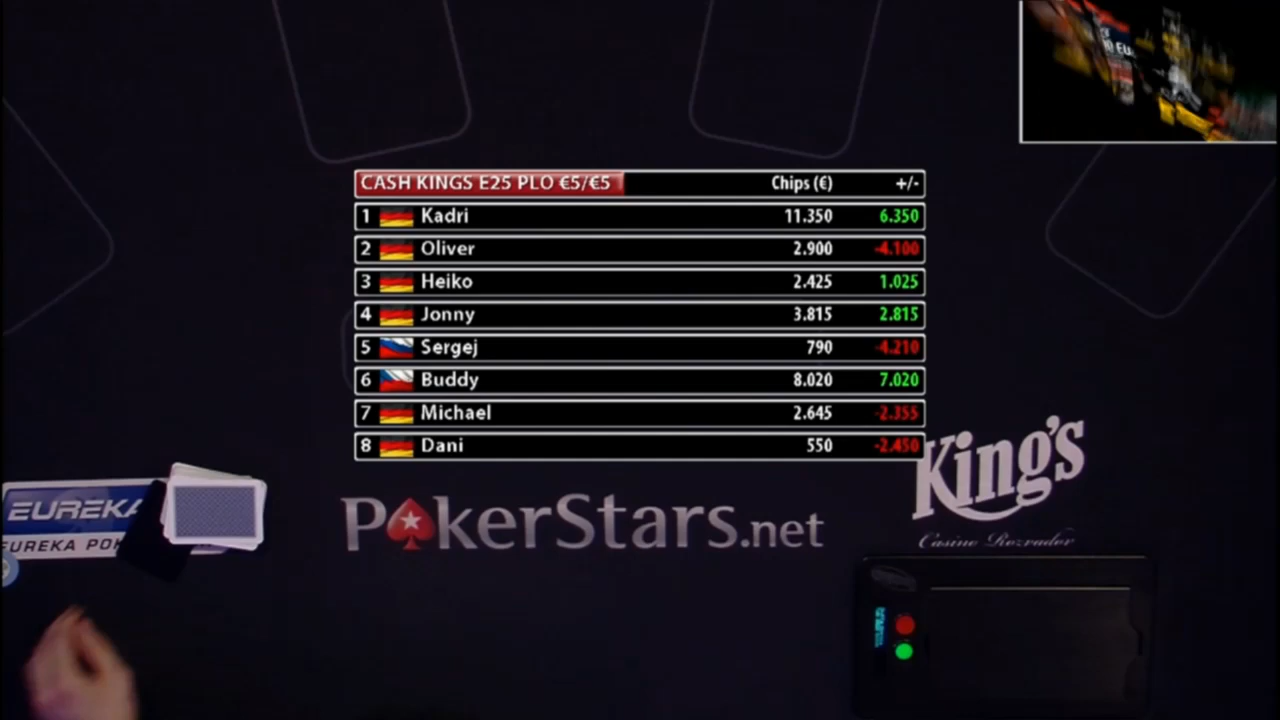 CASH KINGS E25 PLO €5/€5 Chips (€) +/-
1 Kadri 11.350 6.350
2 Oliver 2.900 -4.100
3 Heiko 2.425 1.025
4 Jonny 3.815 2.815
5 Sergej 790 -4.210
6 Buddy 8.020 7.020
7 Michael 2.645 -2.355
8 Dani 550 -2.450
King's
Casino Rozvadov
EUREKA
EUREKA POK
PokerStars.net